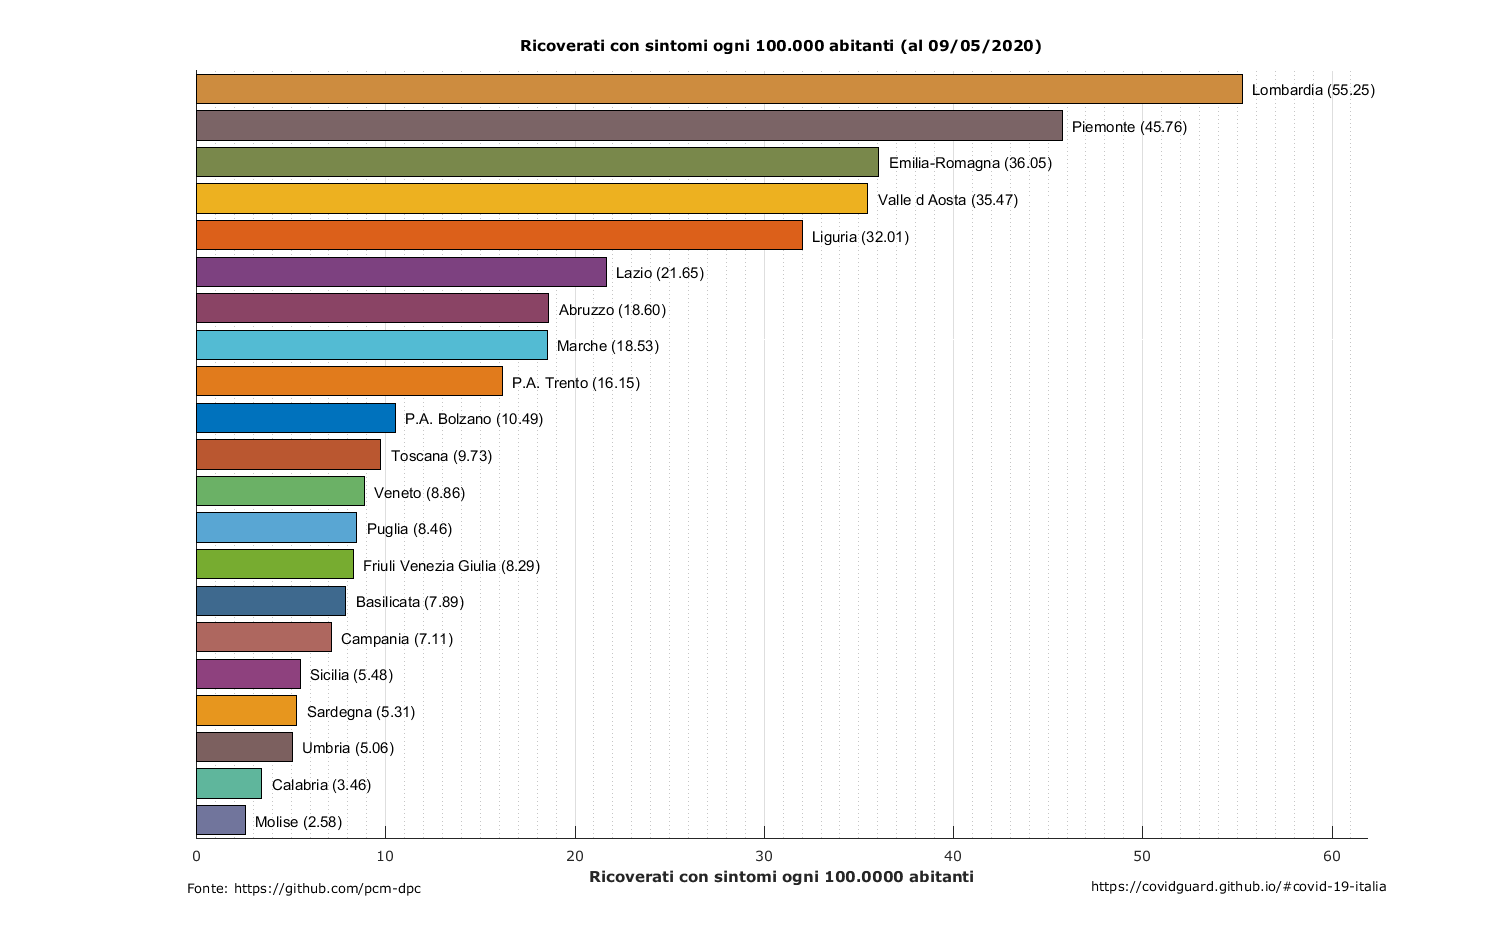 Ricoverati con sintomi ogni 100.000 abitanti (al 09/05/2020)
Lombardia (55.25)
Piemonte (45.76)
Emilia-Romagna (36.05)
Valle d Aosta (35.47)
Liguria (32.01)
Lazio (21.65)
Abruzzo (18.60)
Marche (18.53)
P.A. Trento (16.15)
P.A. Bolzano (10.49)
Toscana (9.73)
Veneto (8.86)
Puglia (8.46)
Friuli Venezia Giulia (8.29)
Basilicata (7.89)
Campania (7.11)
Sicilia (5.48)
Sardegna (5.31)
Umbria (5.06)
Calabria (3.46)
Molise (2.58)
0 10 20 30 40 50 60
Ricoverati con sintomi ogni 100.0000 abitanti
Fonte: https://github.com/pcm-dpc
https://covidguard.github.io/#covid-19-italia